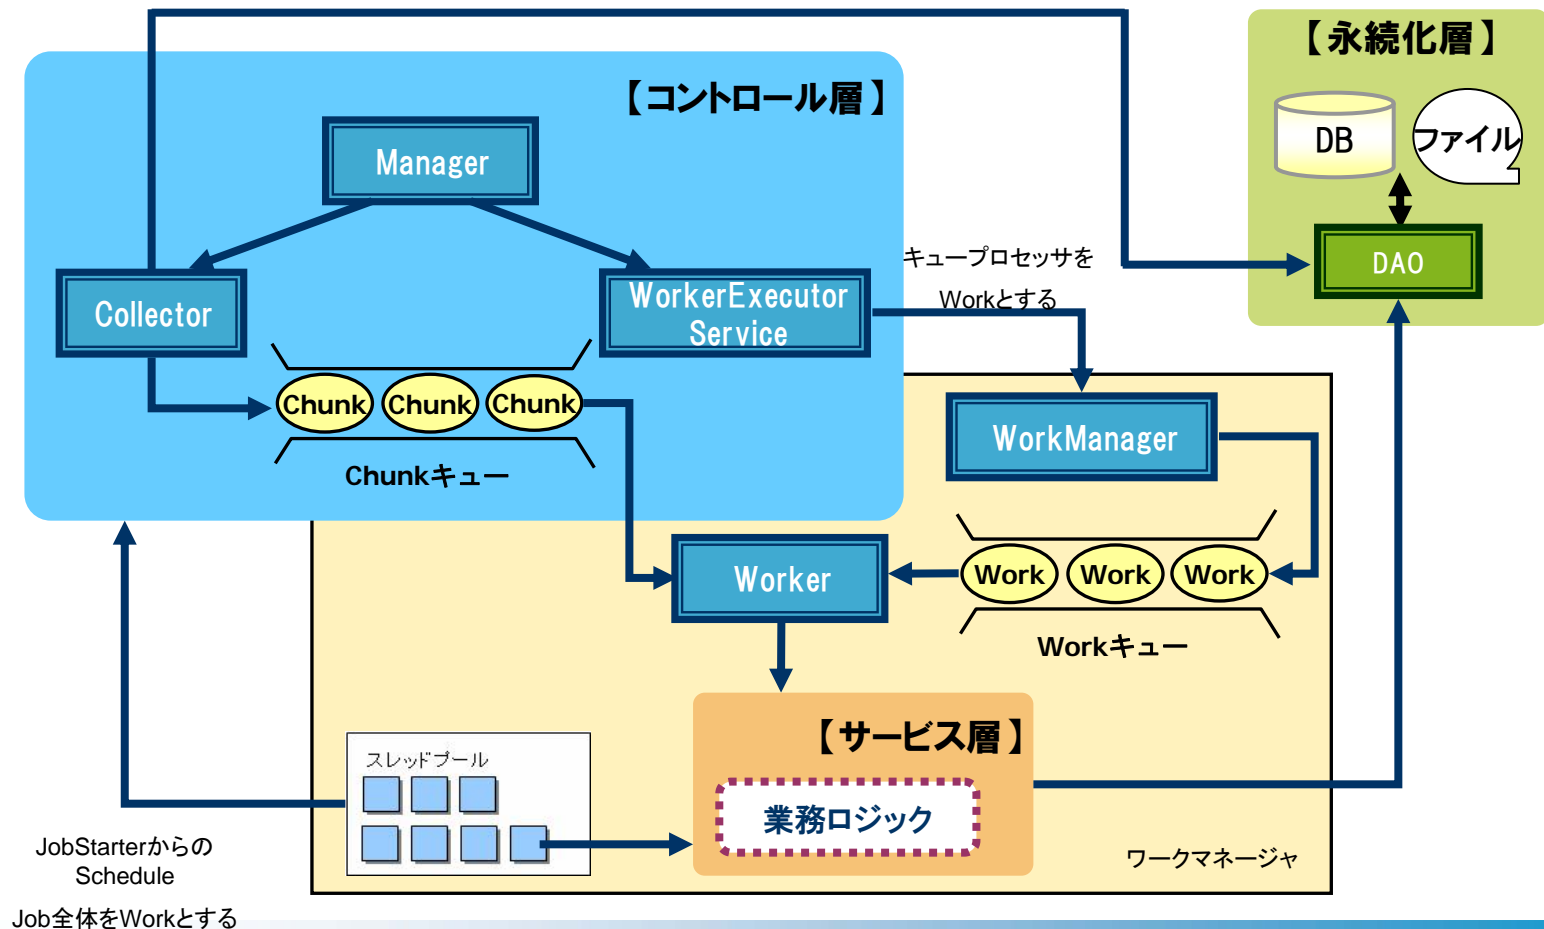 【永続化層】
【コントロール層】
DB
ファイル
Manager
DAO
キュープロセッサを
Workとする
Collector
WorkerExecutor
Service
Chunk
Chunk
Chunk
Chunkキュー
WorkManager
Worker
Work
Work
Work
Workキュー
【サービス層】
スレッドプール
業務ロジック
ワークマネージャ
JobStarterからの
Schedule
Job全体をWorkとする